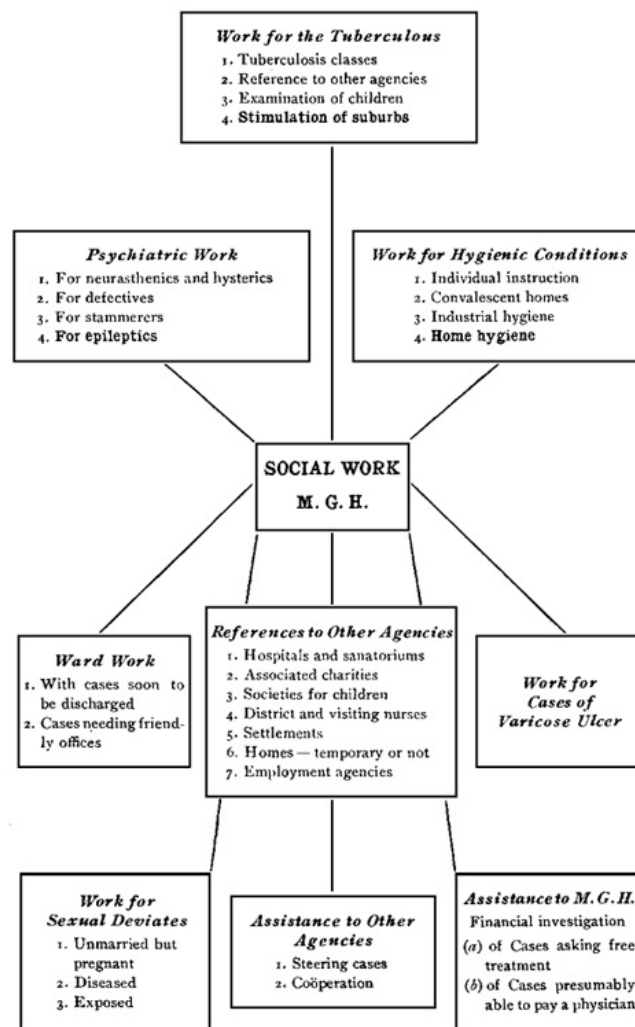 Work for the Tuberculous
1. Tuberculosis classes
2. Reference to other agencies
3. Examination of children
4. Stimulation of suburbs
Psychiatric Work
1. For neurasthenics and hysterics
2. For defectives
3. For stammerers
4. For epileptics
Work for Hygienic Conditions
1. Individual instruction
2. Convalescent homes
3. Industrial hygiene
4. Home hygiene
SOCIAL WORK
M. G. H.
Ward Work
1. With cases soon to
be discharged
2. Cases needing friend-
ly offices
References to Other Agencies
1. Hospitals and sanatoriums
2. Associated charities
3. Societies for children
4. District and visiting nurses
5. Settlements
6. Homes — temporary or not
7. Employment agencies
Work for
Cases of
Varicose Ulcer
Work for
Sexual Deviates
1. Unmarried but
pregnant
2. Diseased
3. Exposed
Assistance to Other
Agencies
1. Steering cases
2. Coöperation
Assistance to M. G. H.
Financial investigation
(a) of Cases asking free
treatment
(b) of Cases presumably
able to pay a physician